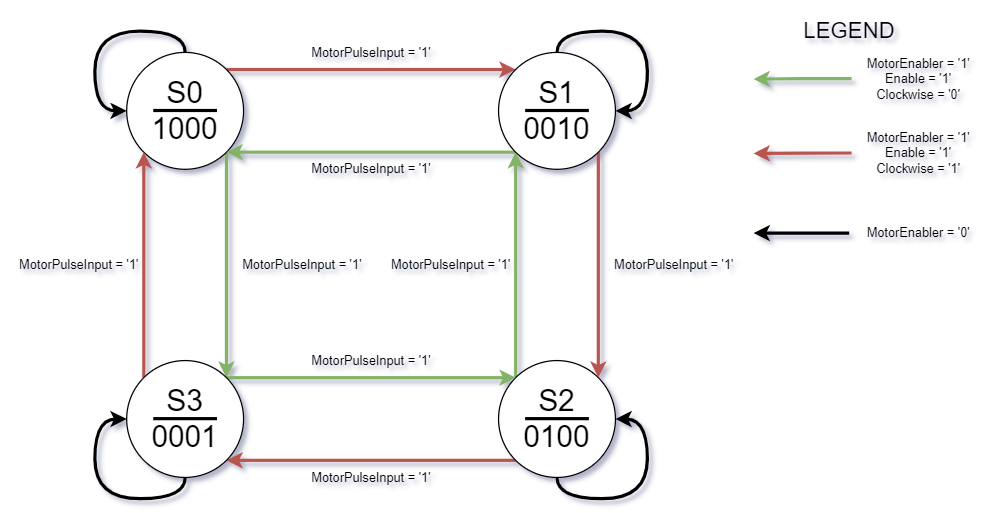 LEGEND
MotorPulseInput = '1'
MotorEnabler = '1'
Enable = '1'
Clockwise = '0'
S0
1000
S1
0010
MotorEnabler = '1'
Enable = '1'
Clockwise = '1'
MotorPulseInput = '1'
MotorEnabler = '0'
MotorPulseInput = '1'
MotorPulseInput = '1'
MotorPulseInput = '1'
MotorPulseInput = '1'
MotorPulseInput = '1'
S3
0001
S2
0100
MotorPulseInput = '1'